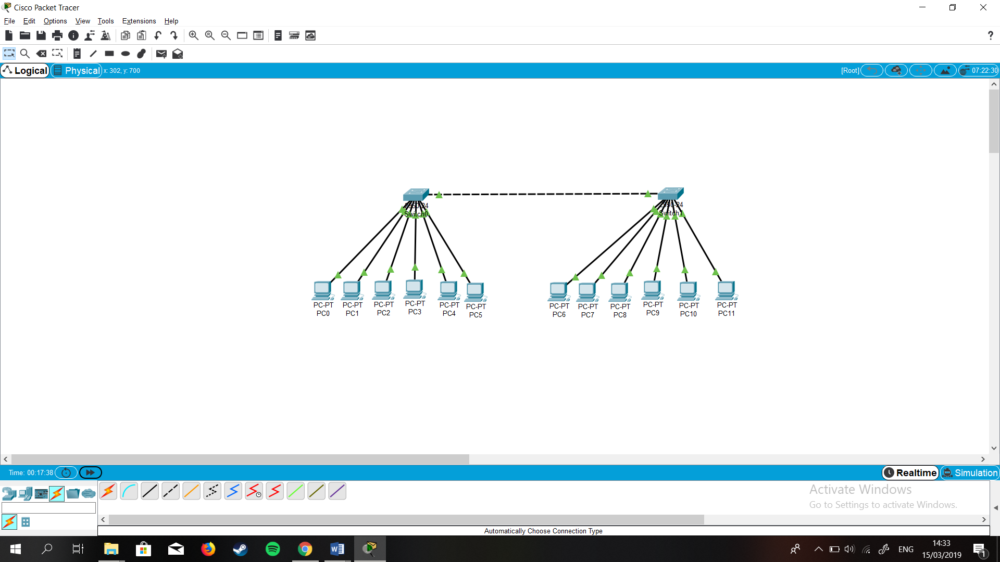 Cisco Packet Tracer
File Edit Options View Tools Extensions Help
?
Logical Physical x: 302, y: 700 [Root] 07:22:30
2950-24 2950-24
Switch0 Switch1
PC-PT PC-PT PC-PT PC-PT PC-PT PC-PT PC-PT PC-PT PC-PT PC-PT PC-PT PC-PT
PC0 PC1 PC2 PC3 PC4 PC5 PC6 PC7 PC8 PC9 PC10 PC11
Time: 00:17:38 Realtime Simulation
Activate Windows
Go to Settings to activate Windows.
Automatically Choose Connection Type
ENG 14:33
15/03/2019 1